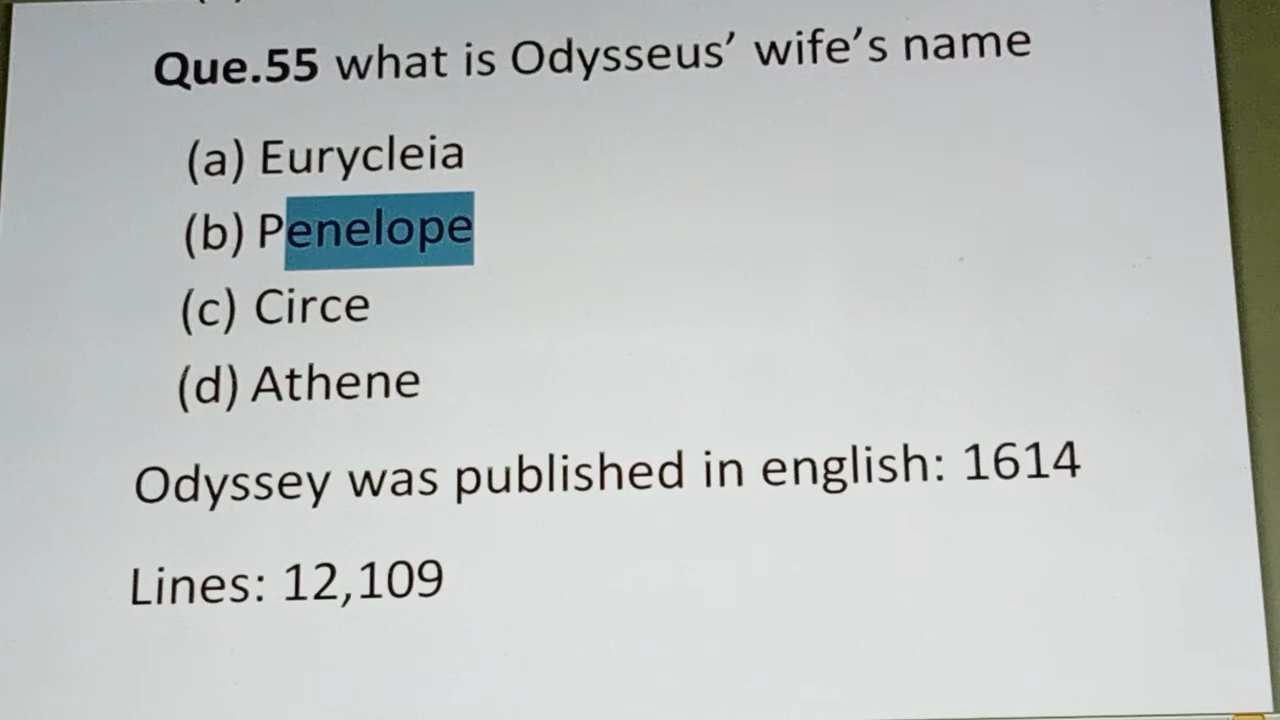 Que.55 what is Odysseus’ wife’s name
(a) Eurycleia
(b) Penelope
(c) Circe
(d) Athene
Odyssey was published in english: 1614
Lines: 12,109